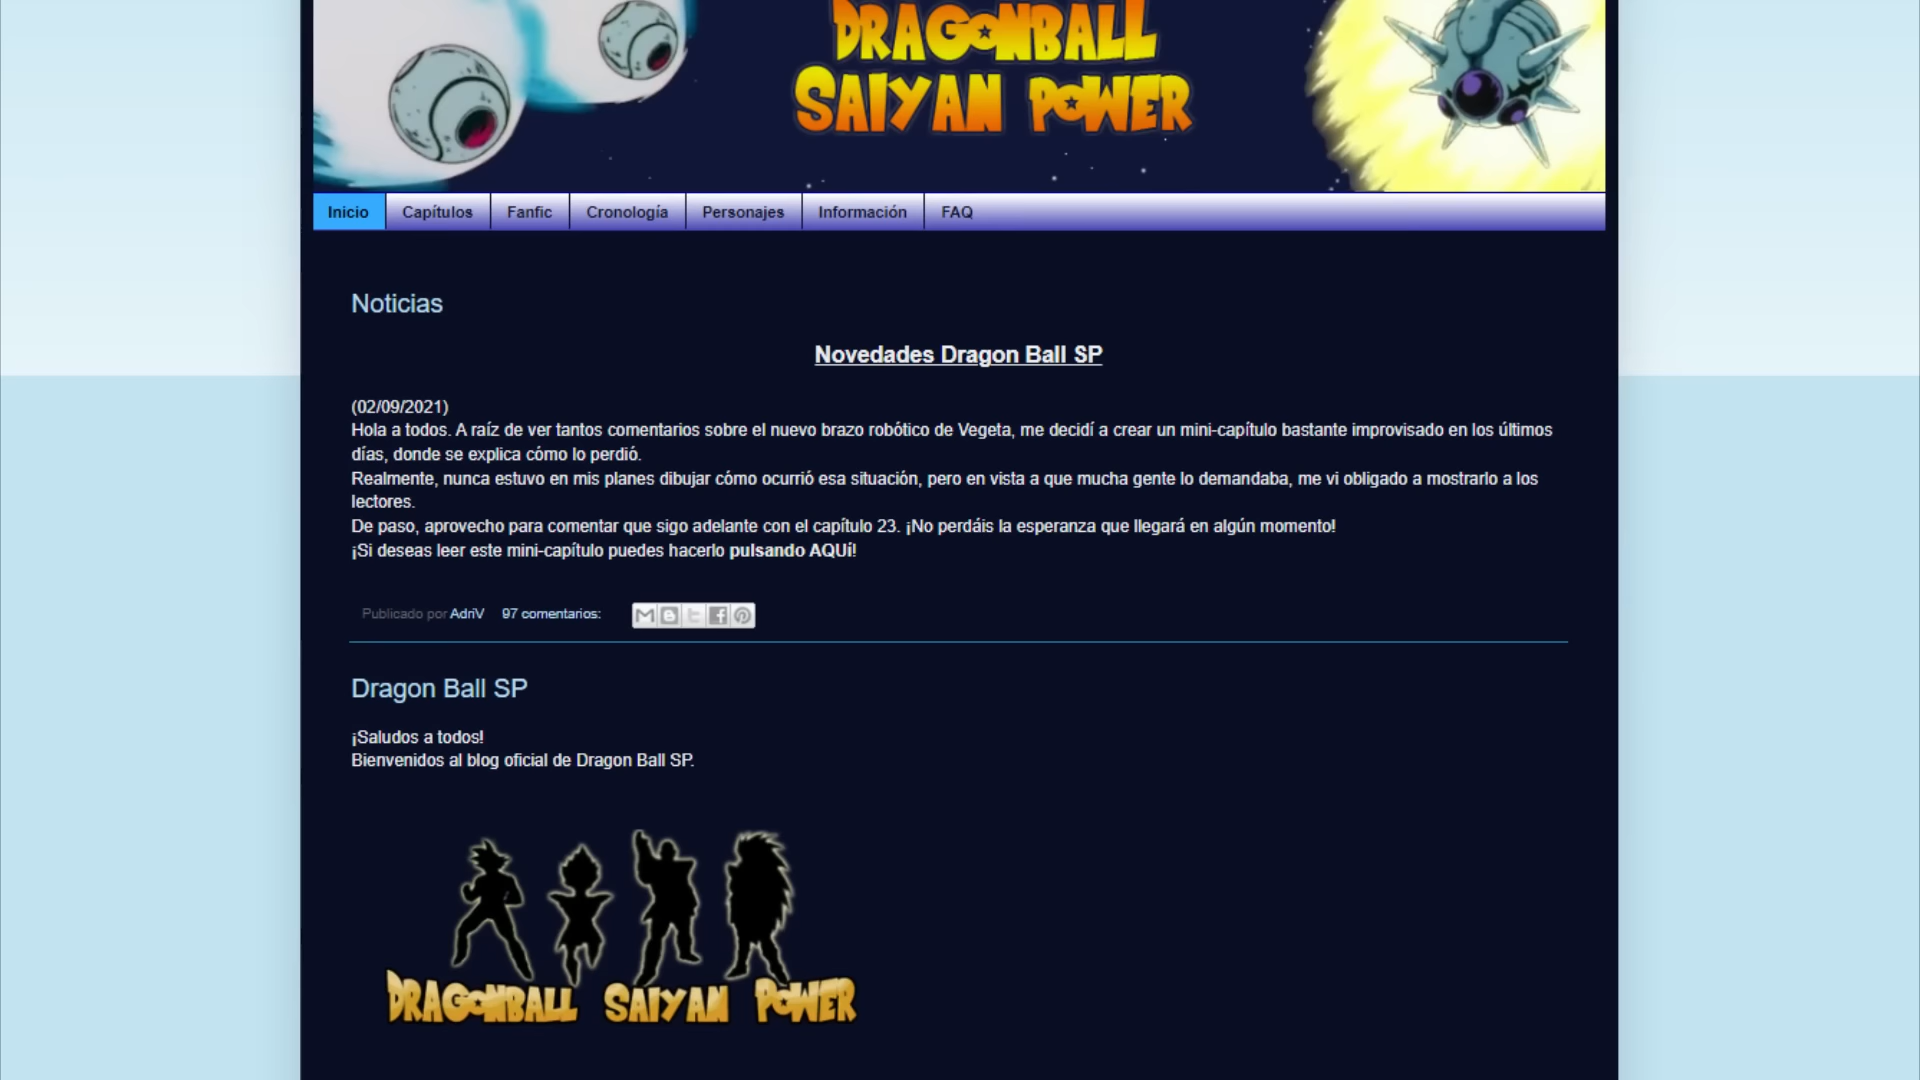 DRAGONBALL
SAIYAN POWER
Inicio Capítulos Fanfic Cronología Personajes Información FAQ
Noticias
Novedades Dragon Ball SP
(02/09/2021)
Hola a todos. A raíz de ver tantos comentarios sobre el nuevo brazo robótico de Vegeta, me decidí a crear un mini-capítulo bastante improvisado en los últimos
días, donde se explica cómo lo perdió.
Realmente, nunca estuvo en mis planes dibujar cómo ocurrió esa situación, pero en vista a que mucha gente lo demandaba, me vi obligado a mostrarlo a los
lectores.
De paso, aprovecho para comentar que sigo adelante con el capítulo 23. ¡No perdáis la esperanza que llegará en algún momento!
¡Si deseas leer este mini-capítulo puedes hacerlo pulsando AQUí!
Publicado por AdriV 97 comentarios:
Dragon Ball SP
¡Saludos a todos!
Bienvenidos al blog oficial de Dragon Ball SP.
DRAGONBALL SAIYAN POWER